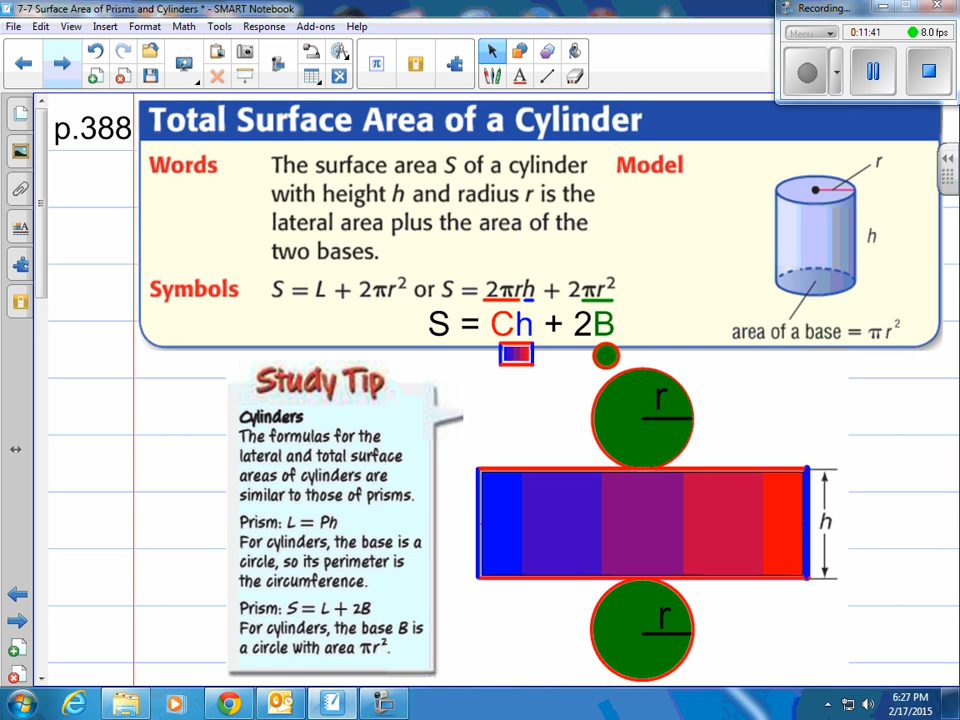 7-7 Surface Area of Prisms and Cylinders * - SMART Notebook
Recording...
File Edit View Insert Format Math Tools Response Add-ons Help
Menu
0:11:41
8.0 fps
p.388
Total Surface Area of a Cylinder
Words
The surface area S of a cylinder
with height h and radius r is the
lateral area plus the area of the
two bases.
Model
r
h
area of a base = πr²
Symbols
S = L + 2πr² or S = 2πrh + 2πr²
S = Ch + 2B
Study Tip
Cylinders
The formulas for the
lateral and total surface
areas of cylinders are
similar to those of prisms.
Prism: L = Ph
For cylinders, the base is a
circle, so its perimeter is
the circumference.
Prism: S = L + 2B
For cylinders, the base B is
a circle with area πr².
r
h
r
6:27 PM
2/17/2015